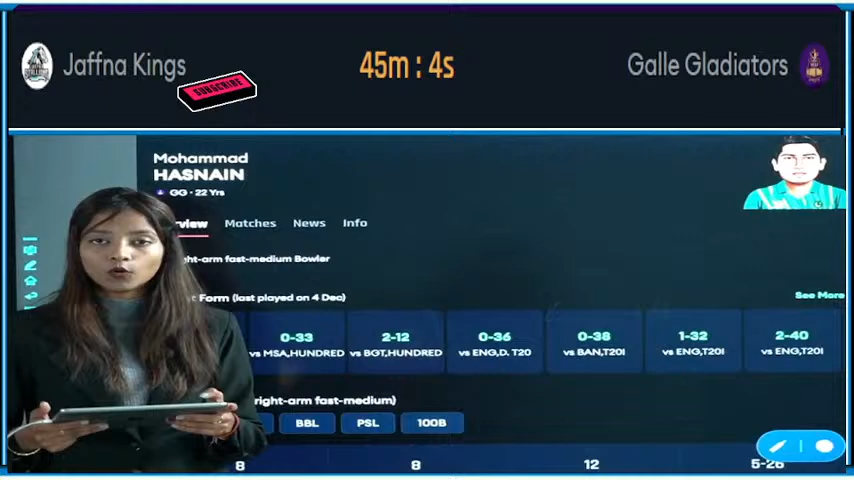 Jaffna Kings
SUBSCRIBE
45m : 4s
Galle Gladiators
Mohammad
HASNAIN
GG · 22 Yrs
Matches News Info
fast-medium Bowler
Form (last played on 4 Dec)
See More
0-33 2-12 0-36 0-38 1-32 2-40
vs MSA,HUNDRED vs BGT,HUNDRED vs ENG,D. T20 vs BAN,T20I vs ENG,T20I vs ENG,T20I
right-arm fast-medium)
BBL PSL 100B
8 8 12 5-26